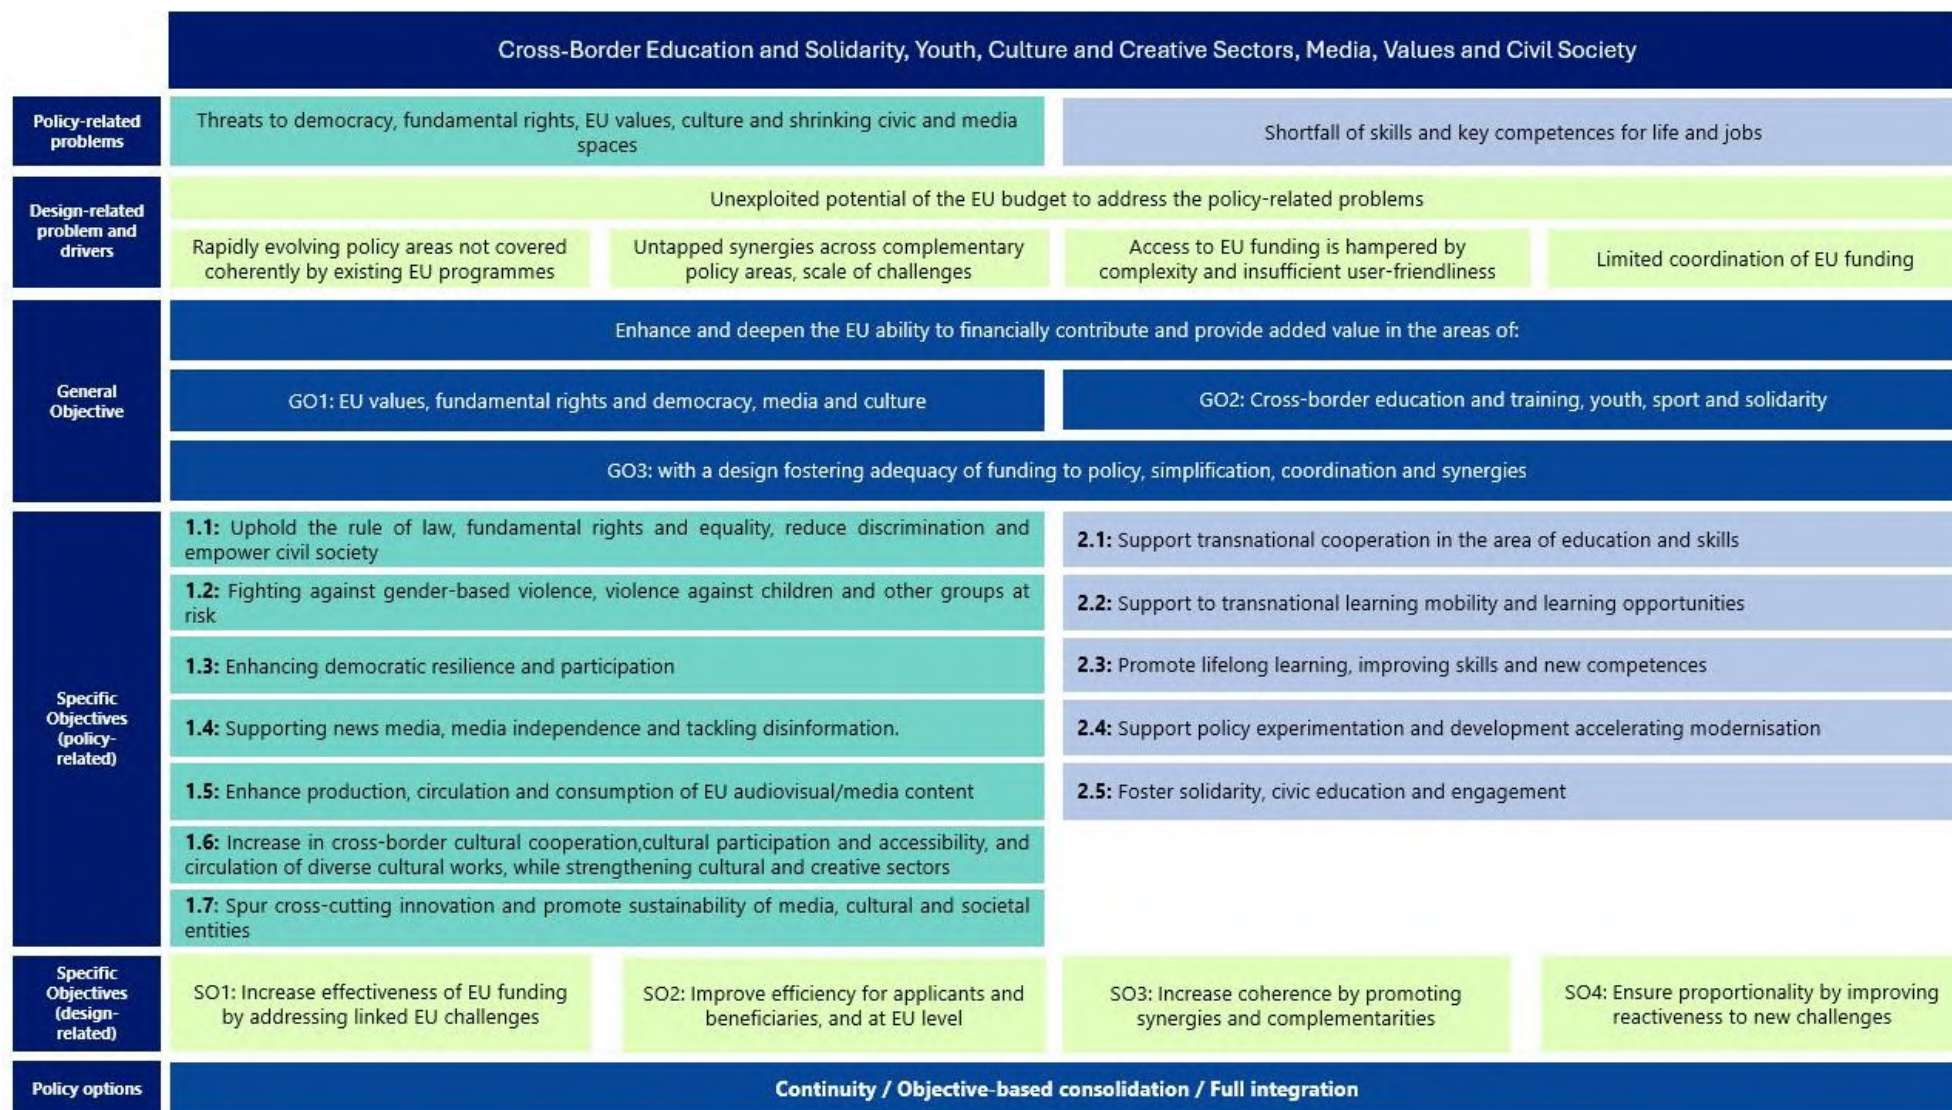 Cross-Border Education and Solidarity, Youth, Culture and Creative Sectors, Media, Values and Civil Society
Policy-related
problems
Threats to democracy, fundamental rights, EU values, culture and shrinking civic and media
spaces
Shortfall of skills and key competences for life and jobs
Design-related
problem and
drivers
Unexploited potential of the EU budget to address the policy-related problems
Rapidly evolving policy areas not covered
coherently by existing EU programmes
Untapped synergies across complementary
policy areas, scale of challenges
Access to EU funding is hampered by
complexity and insufficient user-friendliness
Limited coordination of EU funding
General
Objective
Enhance and deepen the EU ability to financially contribute and provide added value in the areas of:
GO1: EU values, fundamental rights and democracy, media and culture
GO2: Cross-border education and training, youth, sport and solidarity
GO3: with a design fostering adequacy of funding to policy, simplification, coordination and synergies
Specific
Objectives
(policy-
related)
1.1: Uphold the rule of law, fundamental rights and equality, reduce discrimination and
empower civil society
1.2: Fighting against gender-based violence, violence against children and other groups at
risk
1.3: Enhancing democratic resilience and participation
1.4: Supporting news media, media independence and tackling disinformation.
1.5: Enhance production, circulation and consumption of EU audiovisual/media content
1.6: Increase in cross-border cultural cooperation,cultural participation and accessibility, and
circulation of diverse cultural works, while strengthening cultural and creative sectors
1.7: Spur cross-cutting innovation and promote sustainability of media, cultural and societal
entities
2.1: Support transnational cooperation in the area of education and skills
2.2: Support to transnational learning mobility and learning opportunities
2.3: Promote lifelong learning, improving skills and new competences
2.4: Support policy experimentation and development accelerating modernisation
2.5: Foster solidarity, civic education and engagement
Specific
Objectives
(design-
related)
SO1: Increase effectiveness of EU funding
by addressing linked EU challenges
SO2: Improve efficiency for applicants and
beneficiaries, and at EU level
SO3: Increase coherence by promoting
synergies and complementarities
SO4: Ensure proportionality by improving
reactiveness to new challenges
Policy options
Continuity / Objective-based consolidation / Full integration